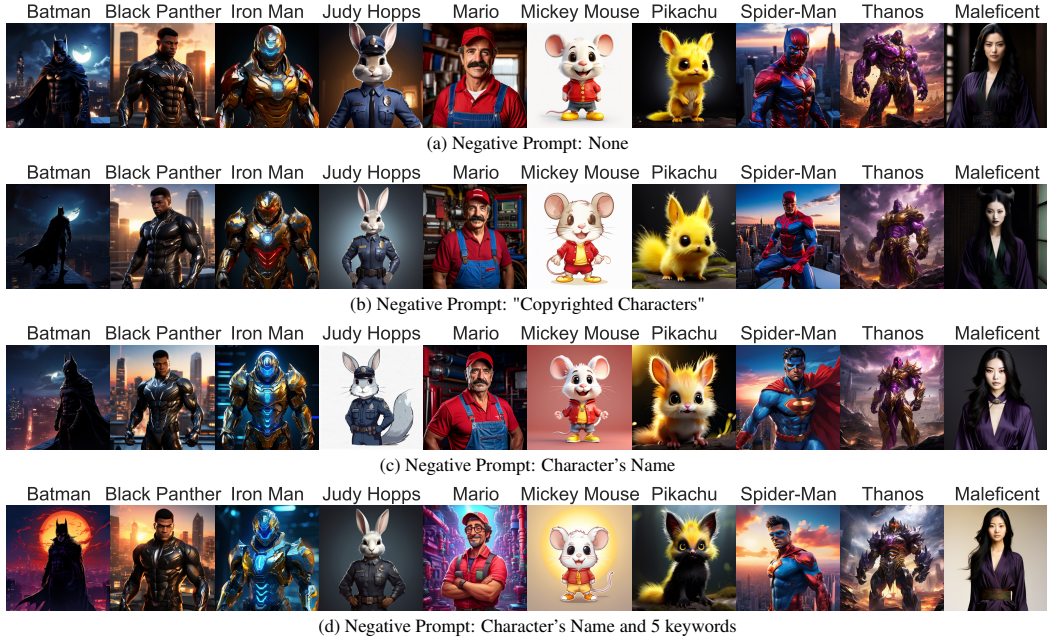 Batman Black Panther Iron Man Judy Hopps Mario Mickey Mouse Pikachu Spider-Man Thanos Maleficent
(a) Negative Prompt: None
Batman Black Panther Iron Man Judy Hopps Mario Mickey Mouse Pikachu Spider-Man Thanos Maleficent
(b) Negative Prompt: "Copyrighted Characters"
Batman Black Panther Iron Man Judy Hopps Mario Mickey Mouse Pikachu Spider-Man Thanos Maleficent
(c) Negative Prompt: Character's Name
Batman Black Panther Iron Man Judy Hopps Mario Mickey Mouse Pikachu Spider-Man Thanos Maleficent
(d) Negative Prompt: Character's Name and 5 keywords